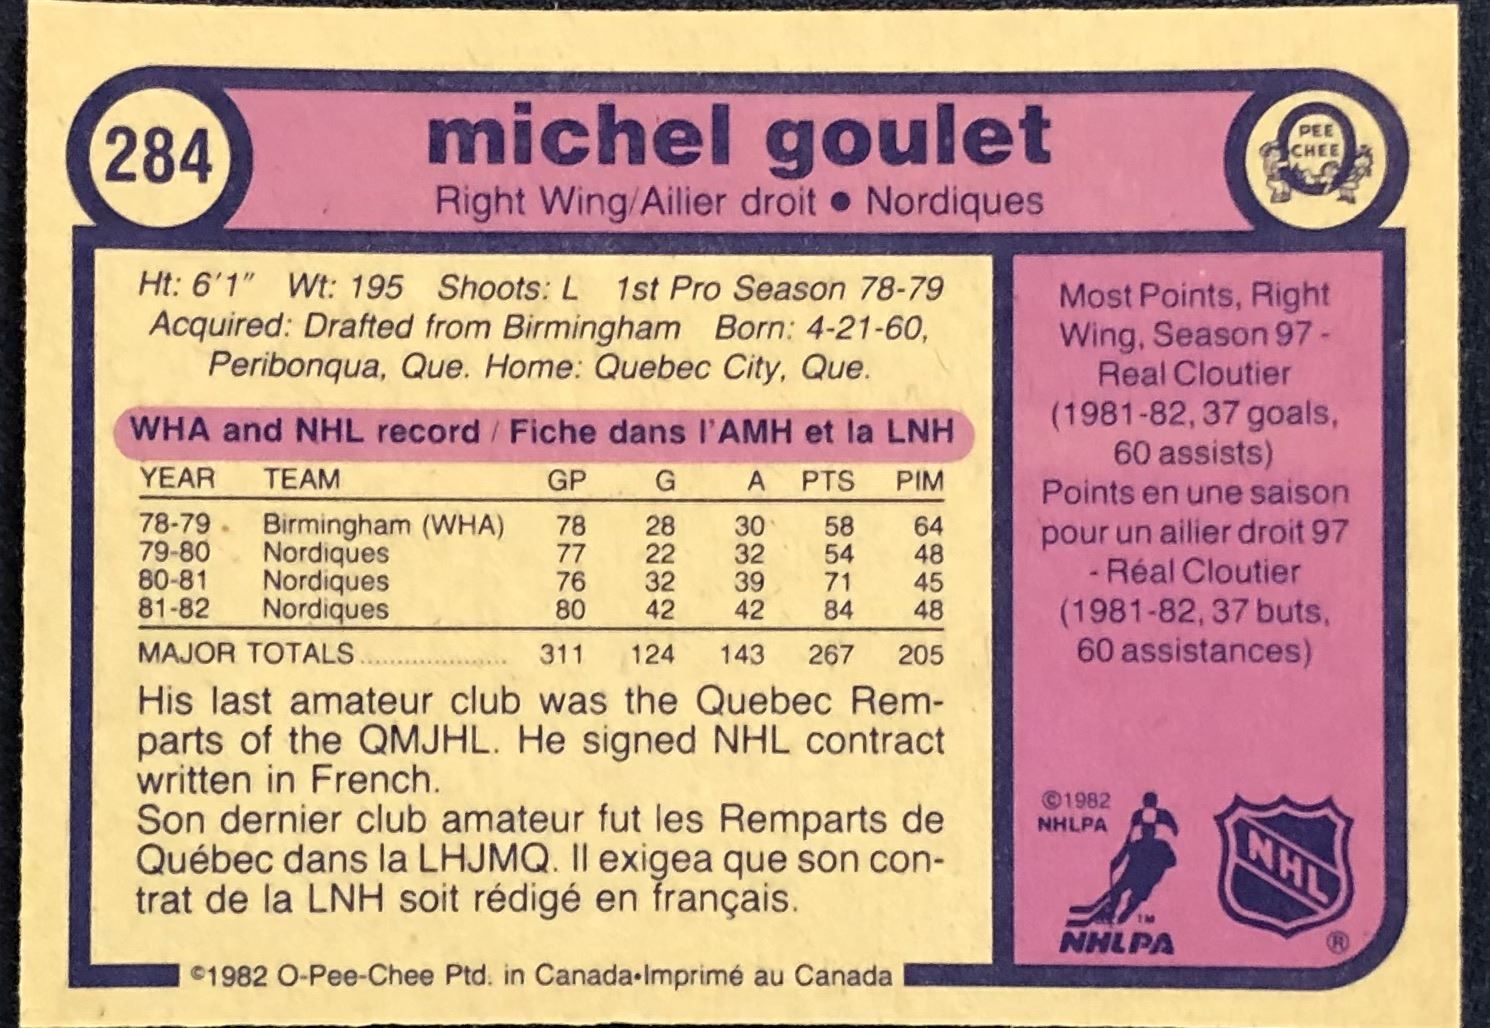 284
michel goulet
Right Wing/Ailier droit ● Nordiques
PEE
CHEE
Ht: 6'1" Wt: 195 Shoots: L 1st Pro Season 78-79
Acquired: Drafted from Birmingham Born: 4-21-60,
Peribonqua, Que. Home: Quebec City, Que.
WHA and NHL record / Fiche dans l'AMH et la LNH
YEAR TEAM GP G A PTS PIM
78-79 Birmingham (WHA) 78 28 30 58 64
79-80 Nordiques 77 22 32 54 48
80-81 Nordiques 76 32 39 71 45
81-82 Nordiques 80 42 42 84 48
MAJOR TOTALS.................... 311 124 143 267 205
His last amateur club was the Quebec Rem-
parts of the QMJHL. He signed NHL contract
written in French.
Son dernier club amateur fut les Remparts de
Québec dans la LHJMQ. Il exigea que son con-
trat de la LNH soit rédigé en français.
Most Points, Right
Wing, Season 97 -
Real Cloutier
(1981-82, 37 goals,
60 assists)
Points en une saison
pour un ailier droit 97
- Réal Cloutier
(1981-82, 37 buts,
60 assistances)
©1982
NHLPA
TM
NHLPA
NHL
®
©1982 O-Pee-Chee Ptd. in Canada•Imprimé au Canada